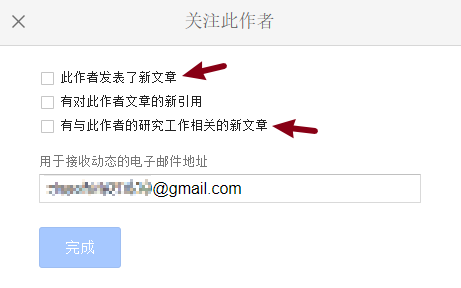 关注此作者
此作者发表了新文章
有对此作者文章的新引用
有与此作者的研究工作相关的新文章
用于接收动态的电子邮件地址
@gmail.com
完成